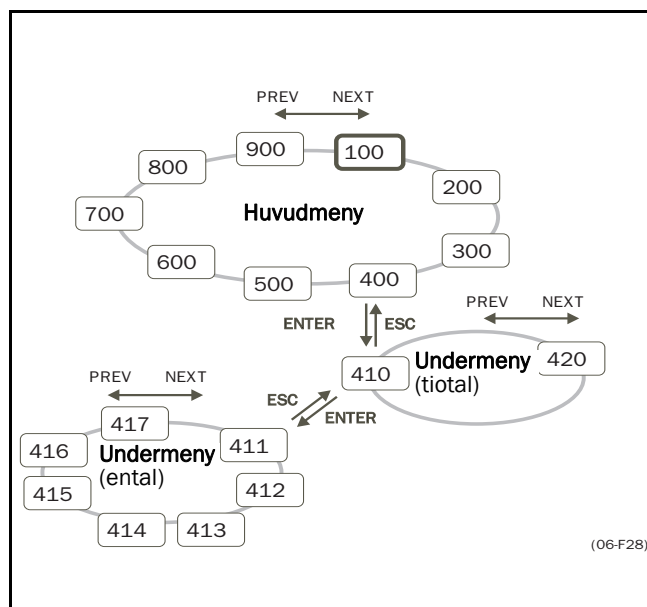 PREV NEXT
900 100
800
200
700
Huvudmeny
300
600
500 400
ENTER ESC
PREV NEXT
410
Undermeny
(tiotal)
420
PREV NEXT
ESC
ENTER
417
411
416
Undermeny
(ental)
415
412
414 413
(06-F28)